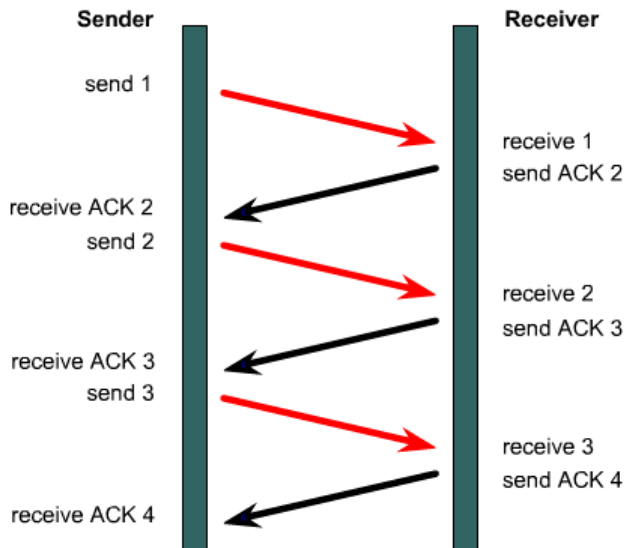 Sender
Receiver
send 1
receive 1
send ACK 2
receive ACK 2
send 2
receive 2
send ACK 3
receive ACK 3
send 3
receive 3
send ACK 4
receive ACK 4